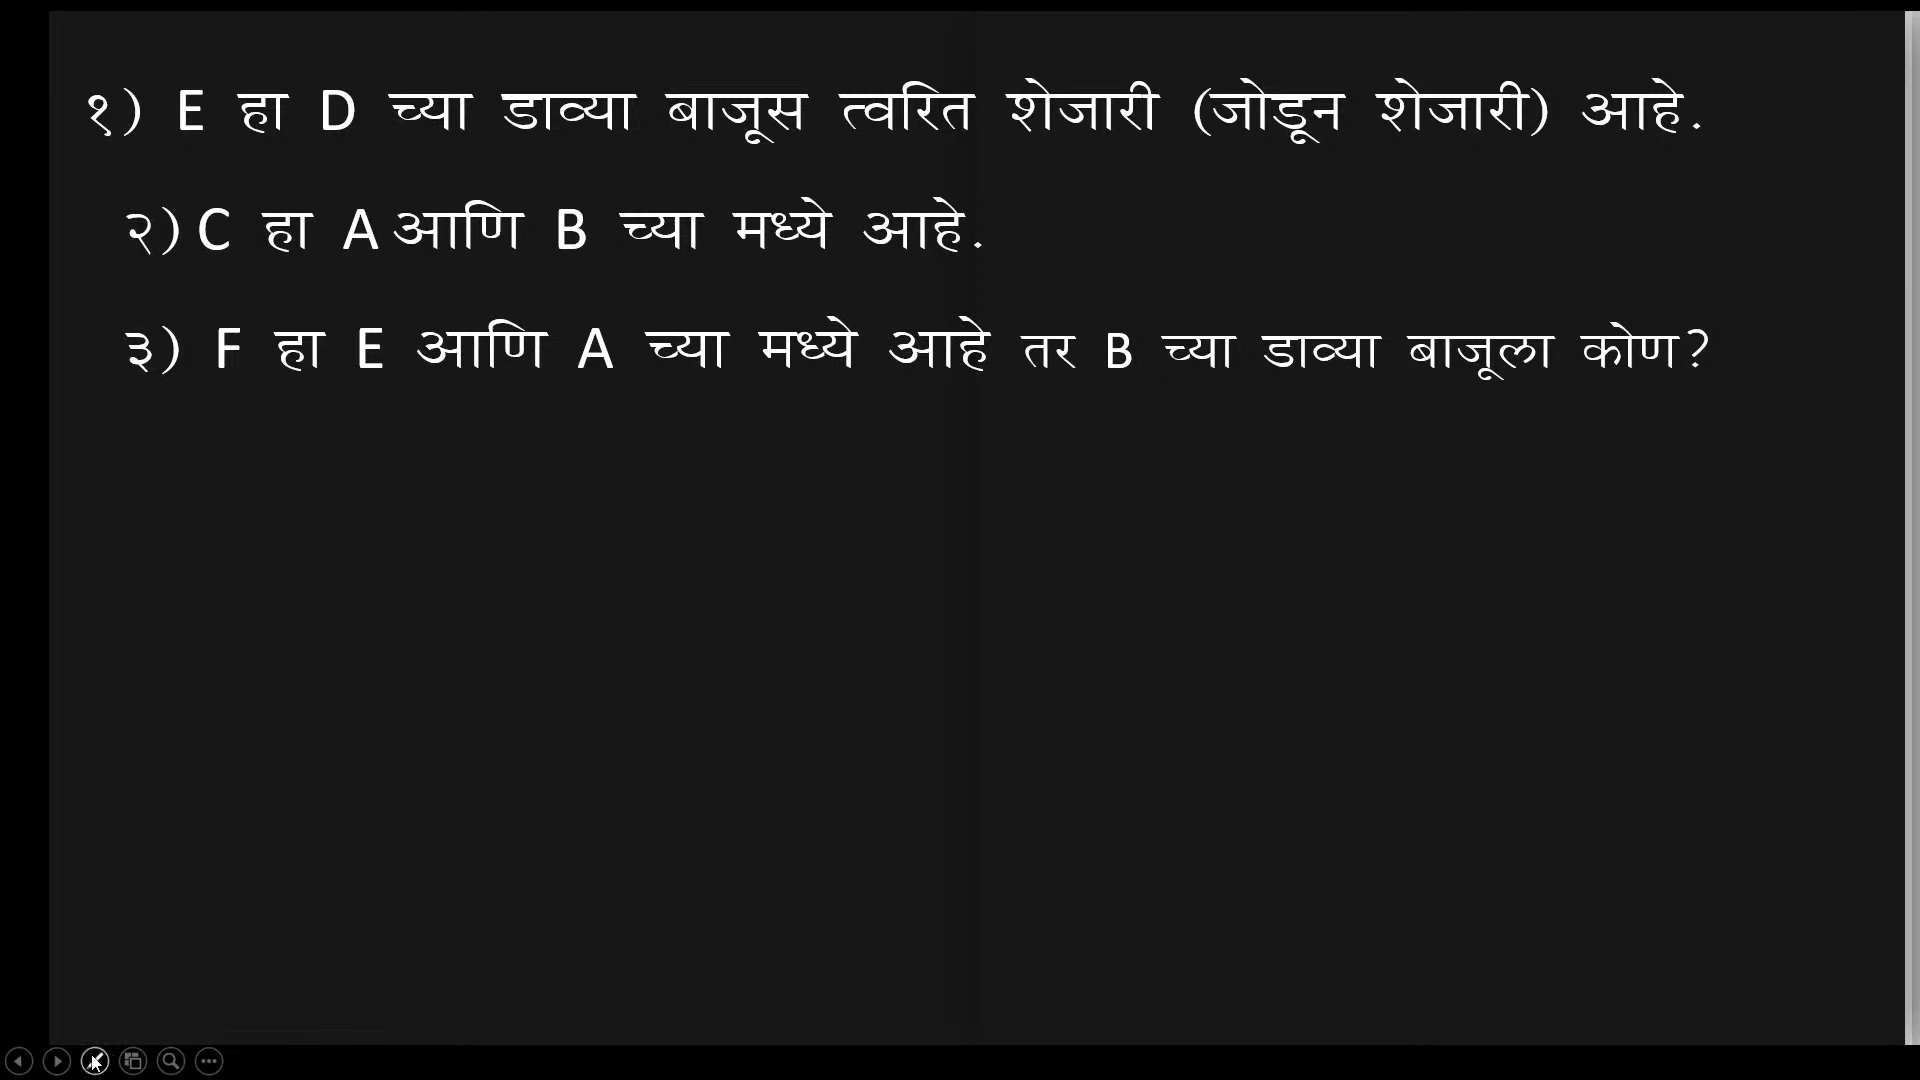 १) E हा D च्या डाव्या बाजूस त्वरित शेजारी (जोडून शेजारी) आहे.
२) C हा A आणि B च्या मध्ये आहे.
३) F हा E आणि A च्या मध्ये आहे तर B च्या डाव्या बाजूला कोण?